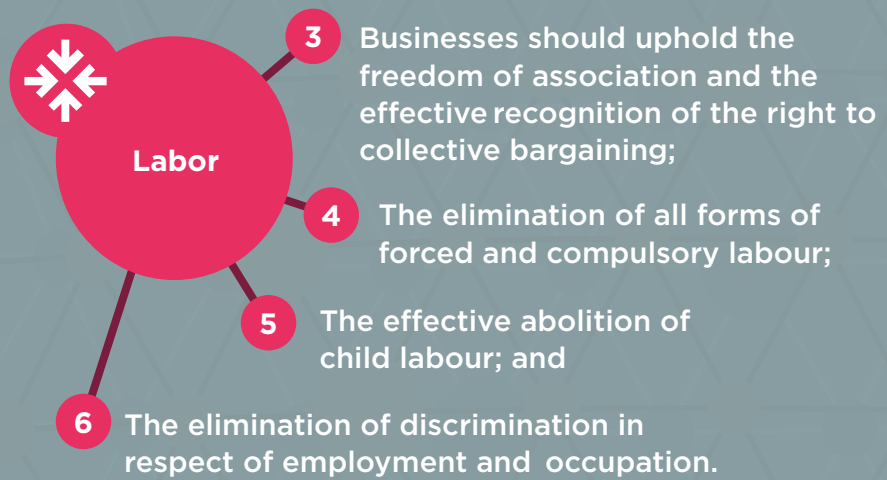 Labor
3
Businesses should uphold the
freedom of association and the
effective recognition of the right to
collective bargaining;
4
The elimination of all forms of
forced and compulsory labour;
5
The effective abolition of
child labour; and
6
The elimination of discrimination in
respect of employment and occupation.